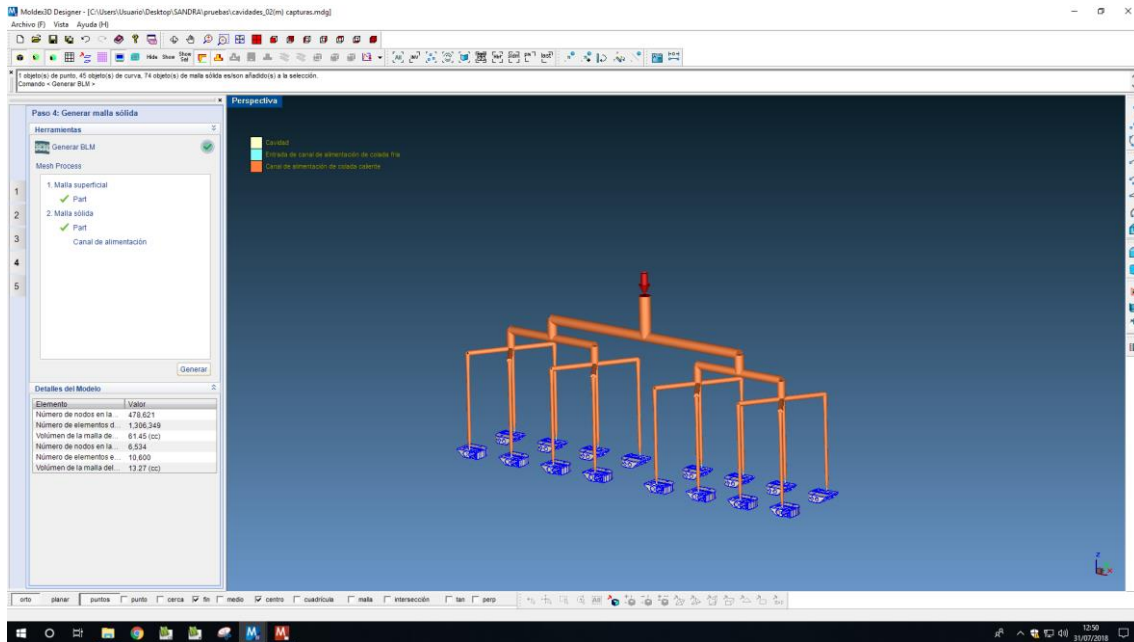 Moldex3D Designer - [C:\Users\Usuario\Desktop\SANDRA\pruebas\cavidades_02(m) capturas.mdg]
Archivo (F) Vista Ayuda (H)
Hide Show
1 objeto(s) de punto, 45 objeto(s) de curva, 74 objeto(s) de malla sólida es/son añadido(s) a la selección.
Comando < Generar BLM >
Paso 4: Generar malla sólida
Herramientas
Generar BLM
Mesh Process
1. Malla superficial
Part
2. Malla sólida
Part
Canal de alimentación
1
2
3
4
5
Generar
Detalles del Modelo
Elemento Valor
Número de nodos en la... 478,621
Número de elementos d... 1,306,349
Volúmen de la malla de... 61.45 (cc)
Número de nodos en la... 6,534
Número de elementos e... 10,600
Volúmen de la malla del... 13.27 (cc)
Perspectiva
Cavidad
Entrada de canal de alimentación de colada fría
Canal de alimentación de colada caliente
z
x
orto planar puntos punto cerca fin medio centro cuadrícula malla intersección tan perp
12:50
31/07/2018